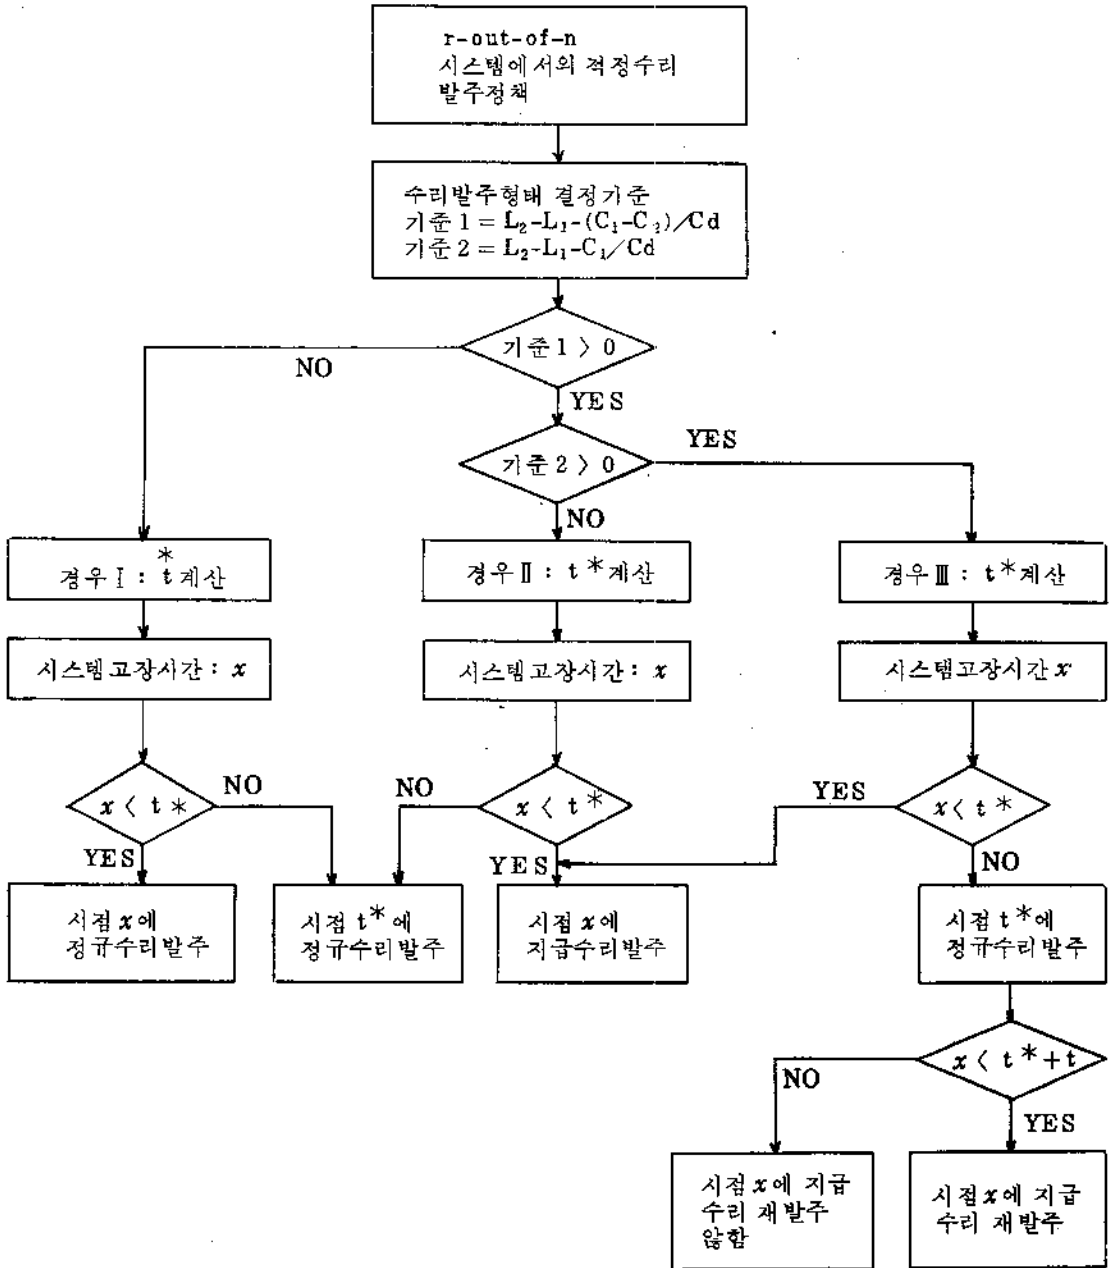 r-out-of-n
시스템에서의 적정수리
발주정책
수리발주형태 결정기준
기준 1 = L₂-L₁-(C₁-C₂)/Cd
기준 2 = L₂-L₁-C₁/Cd
기준 1 > 0
NO
YES
기준 2 > 0
YES
NO
경우 Ⅰ : t* 계산
경우 Ⅱ : t* 계산
경우 Ⅲ : t* 계산
시스템고장시간 : x
시스템고장시간 : x
시스템고장시간 x
x < t*
NO
YES
NO
x < t*
YES
YES
x < t*
NO
시점 x에
정규수리발주
시점 t*에
정규수리발주
시점 x에
지급수리발주
시점 t*에
정규수리발주
x < t*+t
NO
YES
시점 x에 지급
수리 재발주
않함
시점 x에 지급
수리 재발주